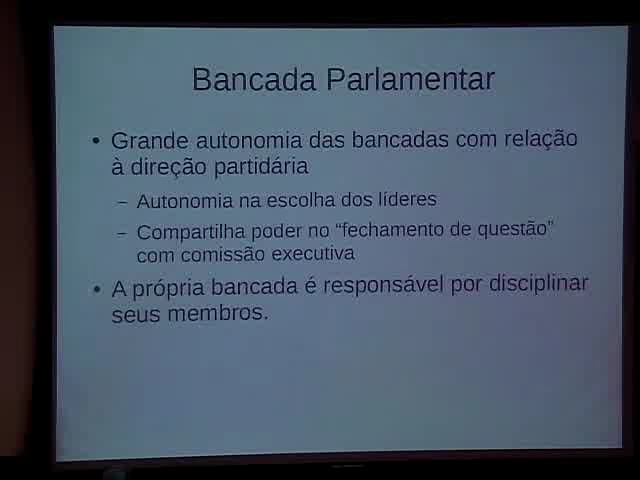 Bancada Parlamentar
• Grande autonomia das bancadas com relação
à direção partidária
– Autonomia na escolha dos líderes
– Compartilha poder no “fechamento de questão”
com comissão executiva
• A própria bancada é responsável por disciplinar
seus membros.